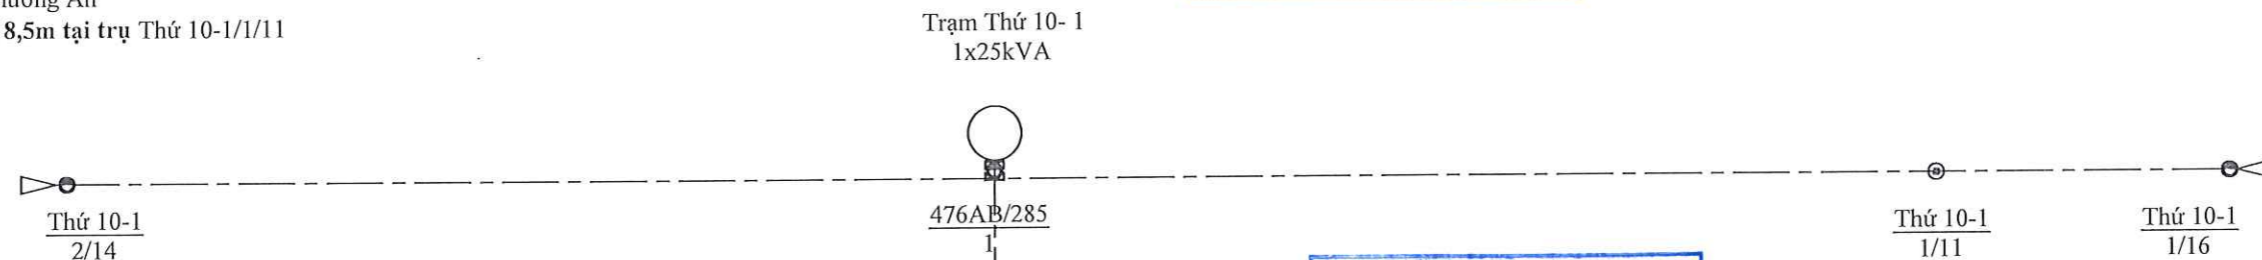 8,5m tại trụ Thứ 10-1/1/11
Trạm Thứ 10- 1
1x25kVA
Thứ 10-1
2/14
476AB/285
1
Thứ 10-1
1/11
Thứ 10-1
1/16